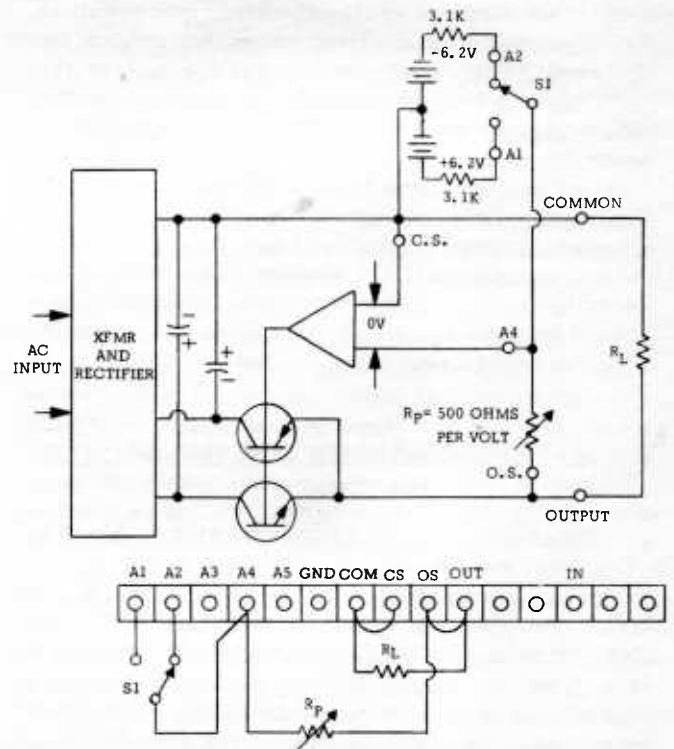 3.1K
-6.2V
A2
S1
+6.2V
A1
3.1K
COMMON
C.S.
0V
XFMR
AND
RECTIFIER
AC
INPUT
- 
+
+
-
A4
RL
RP= 500 OHMS
PER VOLT
O.S.
OUTPUT
A1 A2 A3 A4 A5 GND COM CS OS OUT IN
S1
RL
RP